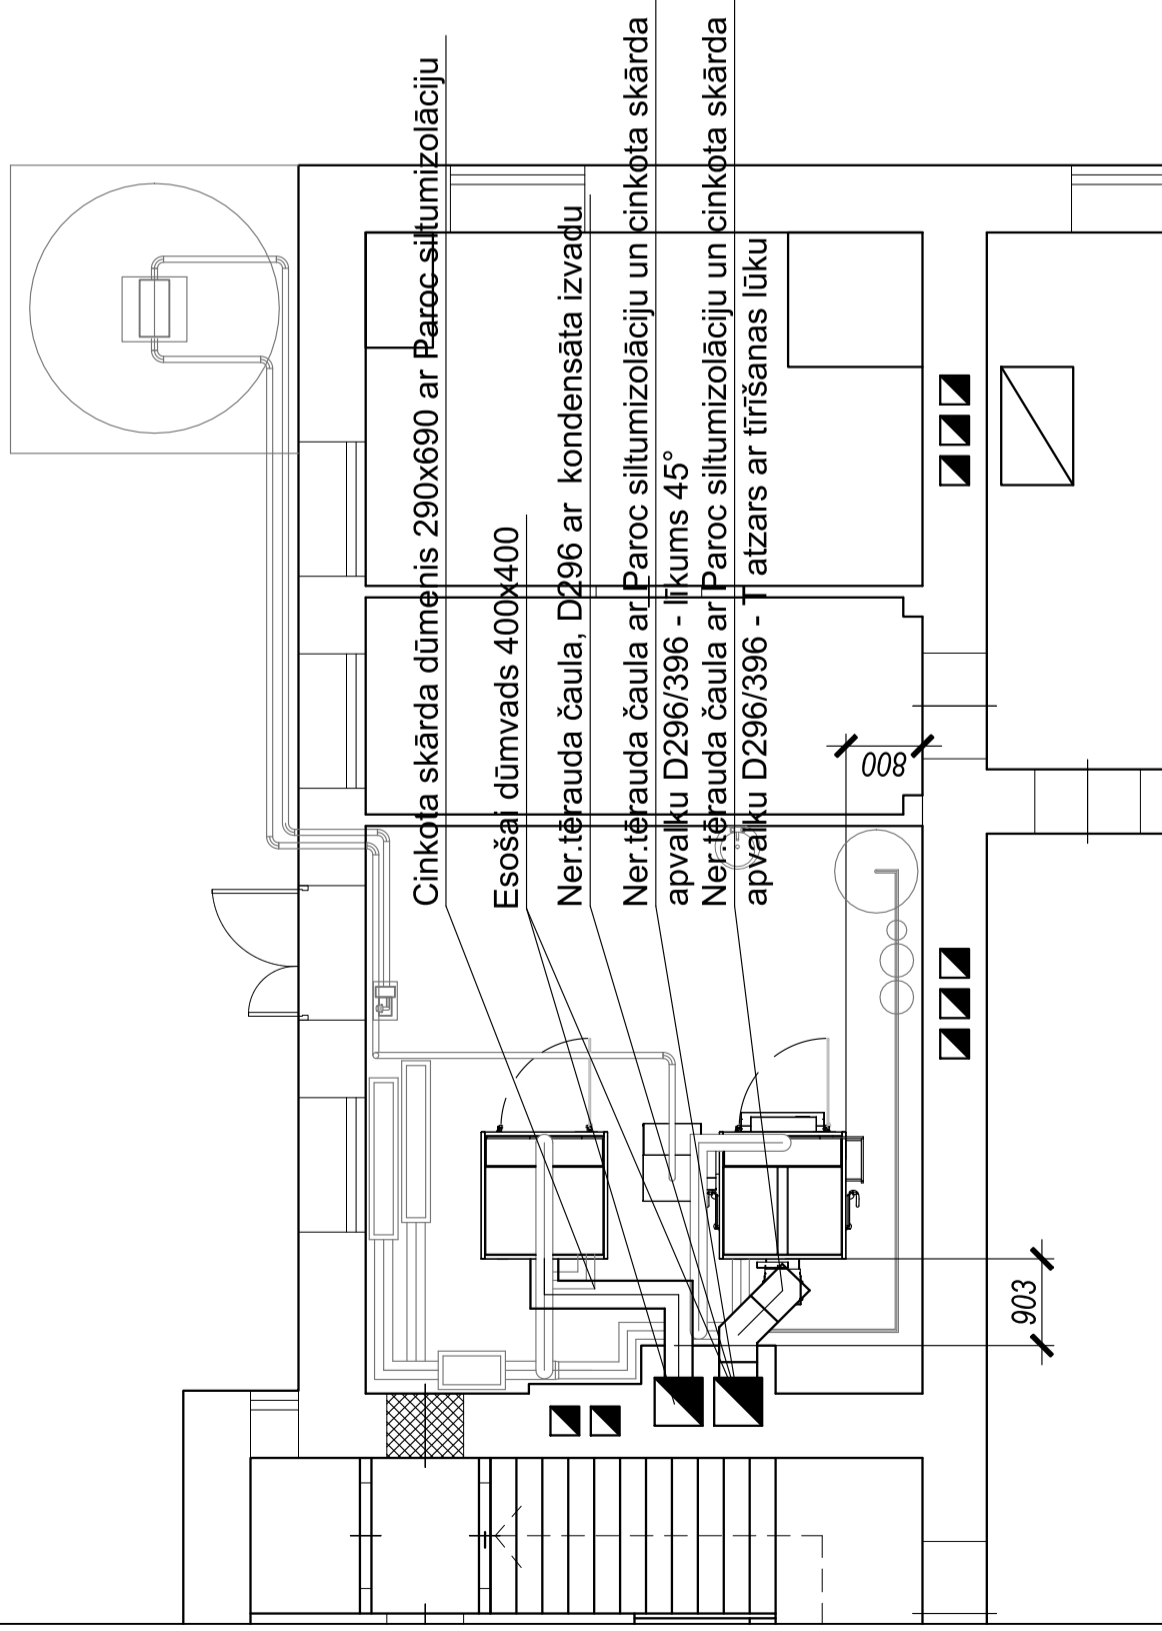 Cinkota skārda dūmenis 290x690 ar Paroc siltumizolāciju
Esošai dūmvads 400x400
Ner.tērauda čaula, D296 ar kondensāta izvadu
Ner.tērauda čaula ar Paroc siltumizolāciju un cinkota skārda
apvalku D296/396 - līkums 45°
Ner.tērauda čaula ar Paroc siltumizolāciju un cinkota skārda
apvalku D296/396 - T atzars ar tīrīšanas lūku
800
903